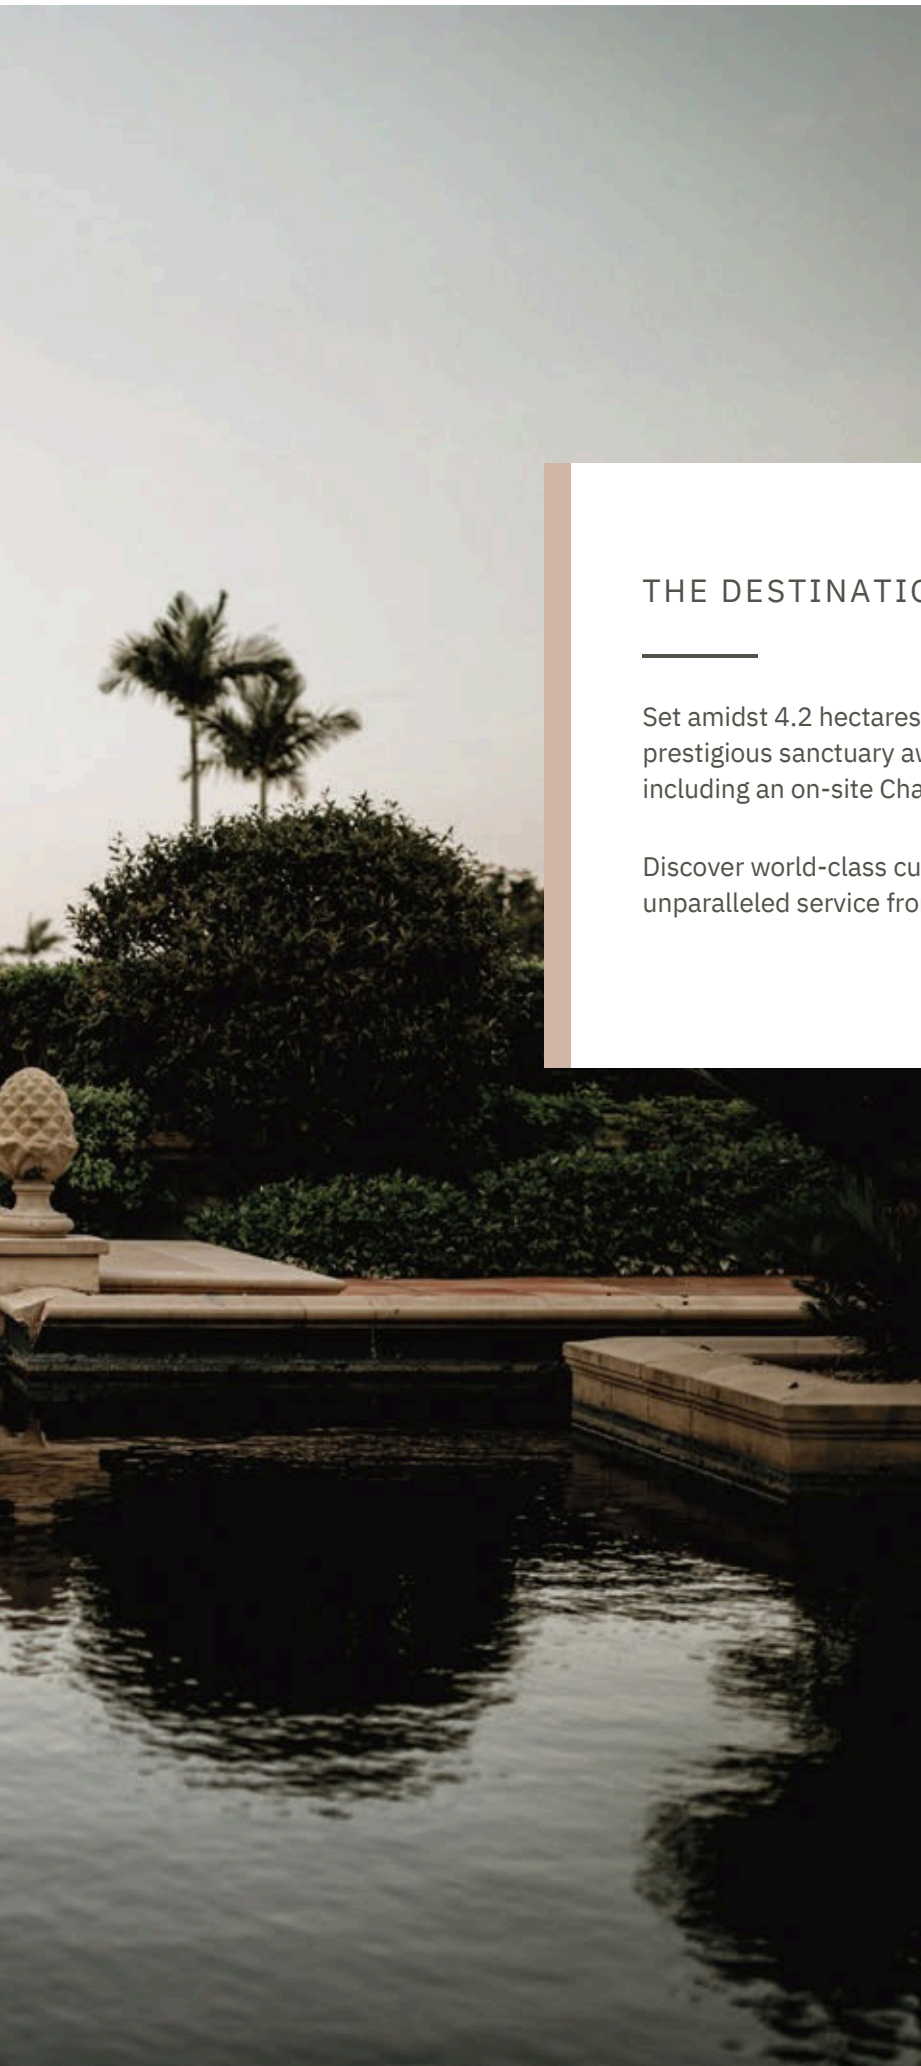 THE DESTINATIO
Set amidst 4.2 hectares
prestigious sanctuary aw
including an on-site Cha
Discover world-class cu
unparalleled service fro